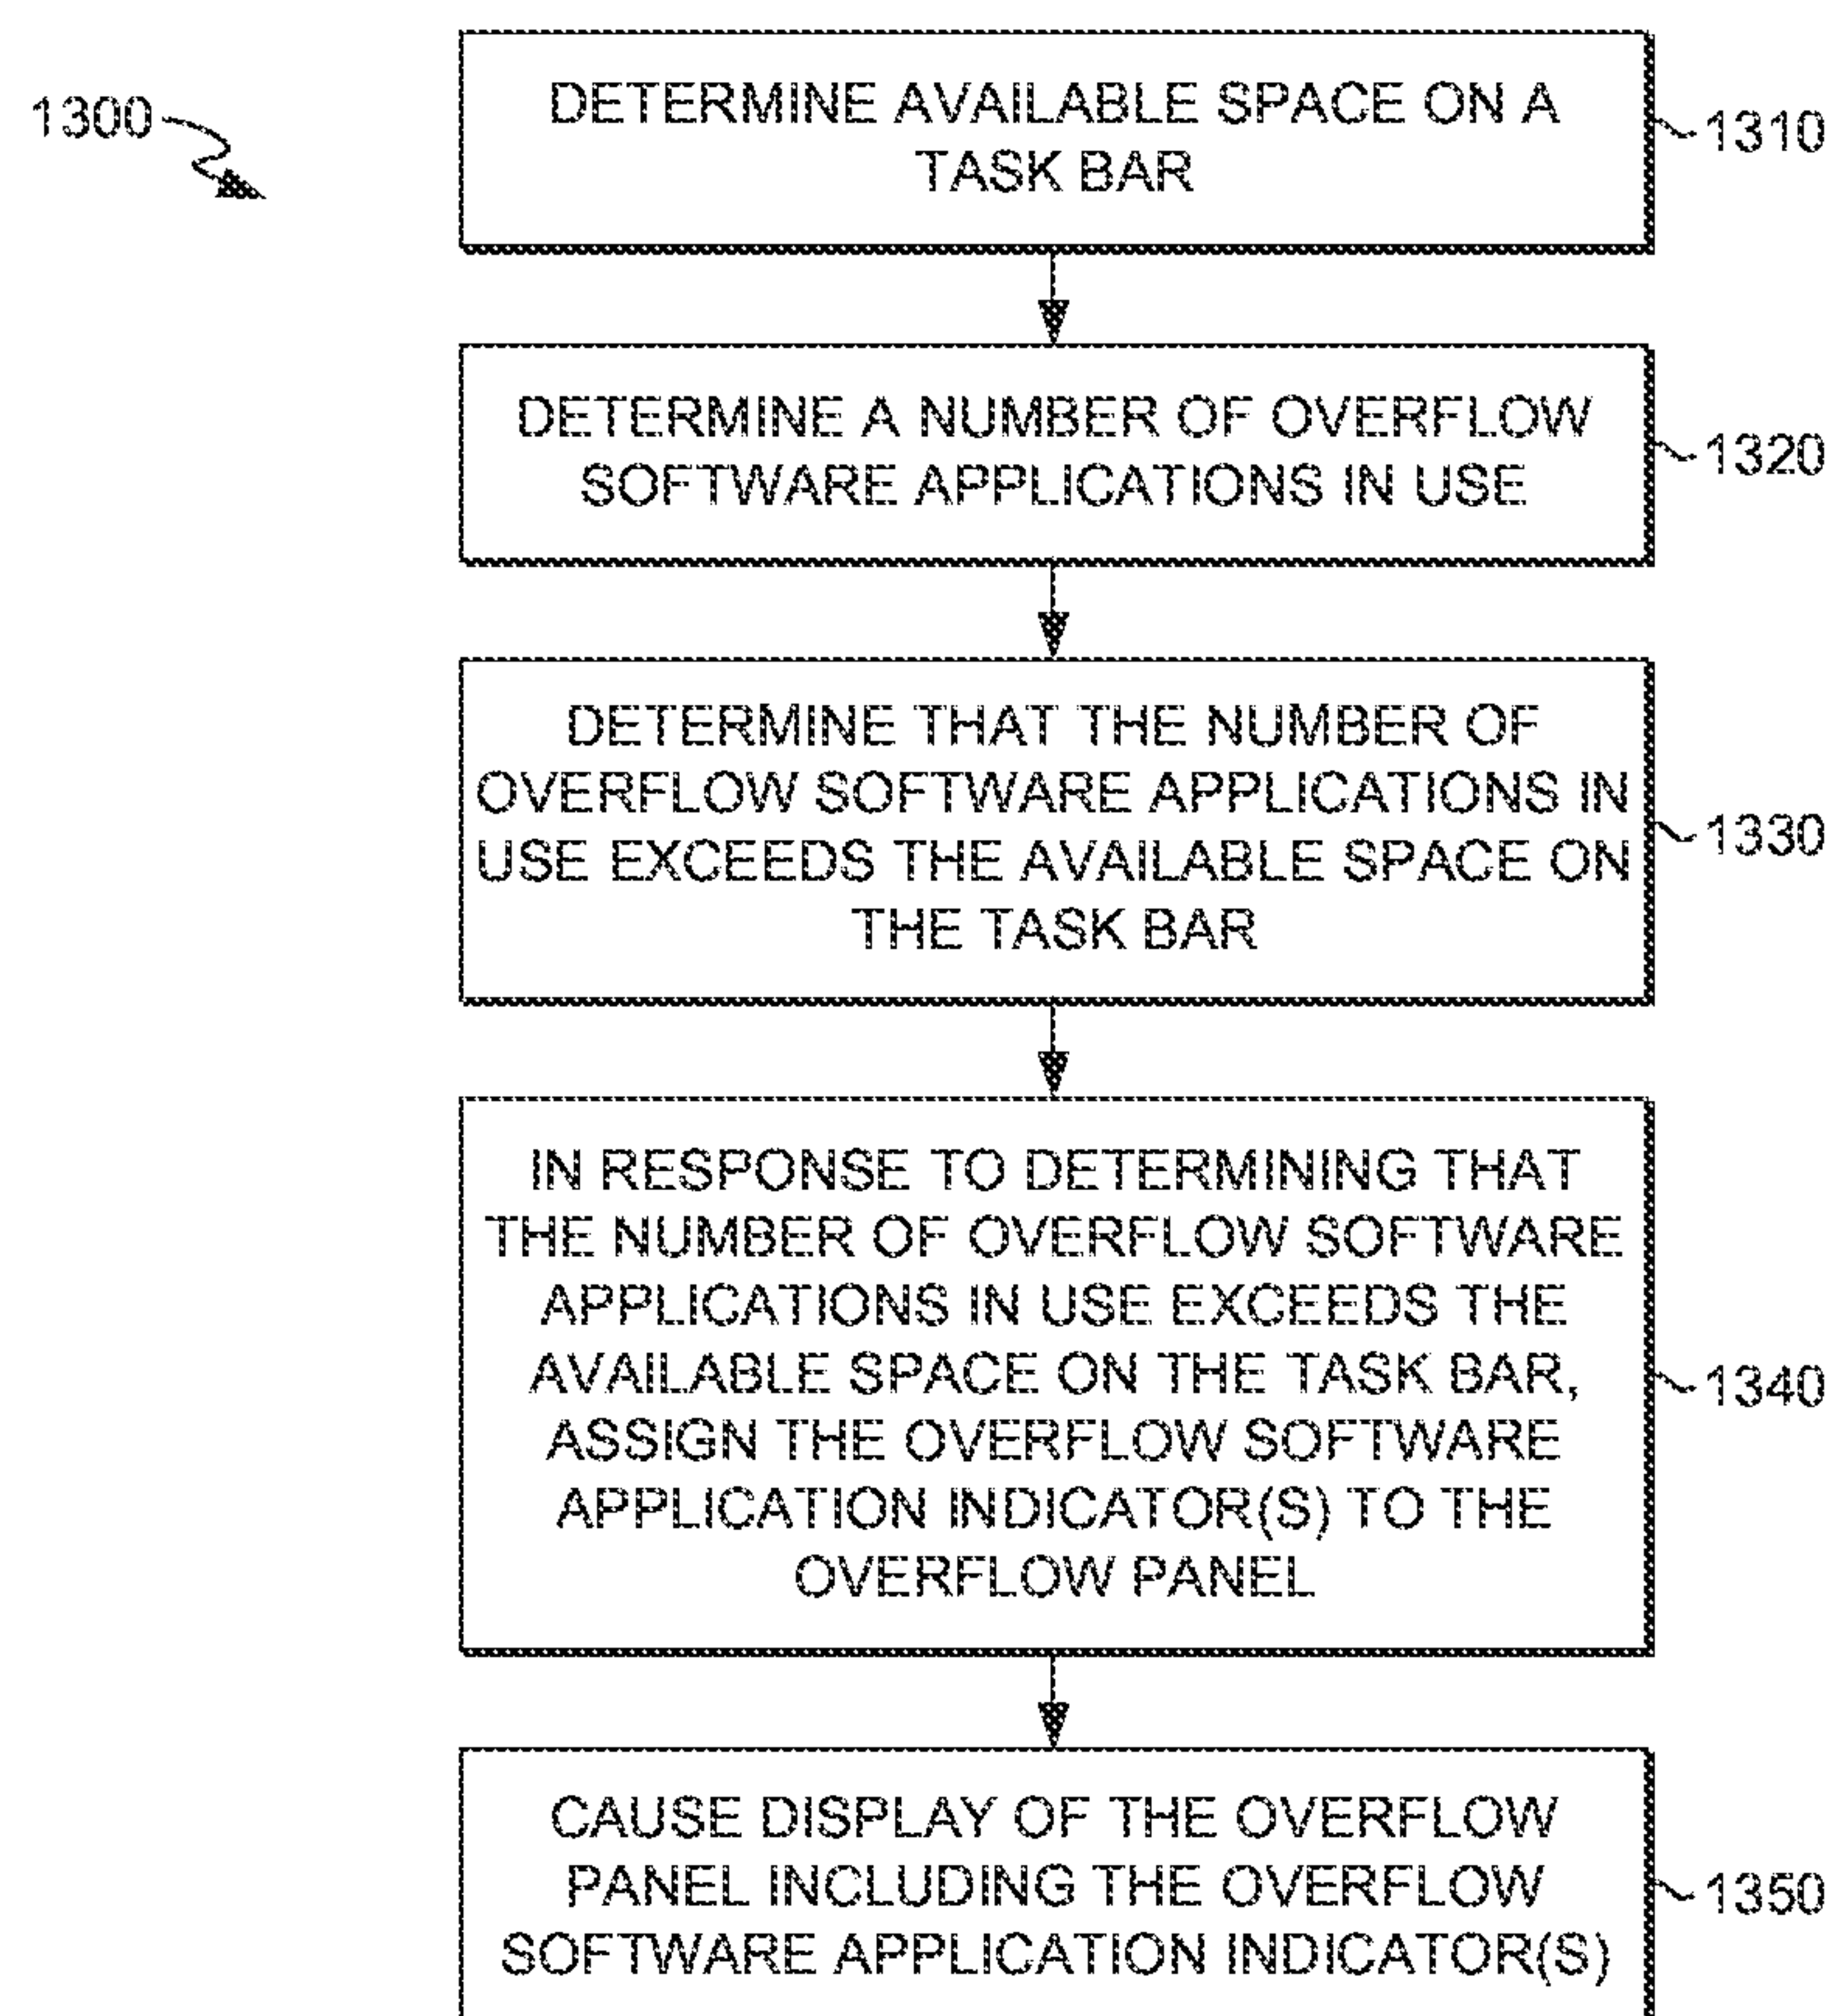 1300
DETERMINE AVAILABLE SPACE ON A
TASK BAR
1310
DETERMINE A NUMBER OF OVERFLOW
SOFTWARE APPLICATIONS IN USE
1320
DETERMINE THAT THE NUMBER OF
OVERFLOW SOFTWARE APPLICATIONS IN
USE EXCEEDS THE AVAILABLE SPACE ON
THE TASK BAR
1330
IN RESPONSE TO DETERMINING THAT
THE NUMBER OF OVERFLOW SOFTWARE
APPLICATIONS IN USE EXCEEDS THE
AVAILABLE SPACE ON THE TASK BAR,
ASSIGN THE OVERFLOW SOFTWARE
APPLICATION INDICATOR(S) TO THE
OVERFLOW PANEL
1340
CAUSE DISPLAY OF THE OVERFLOW
PANEL INCLUDING THE OVERFLOW
SOFTWARE APPLICATION INDICATOR(S)
1350